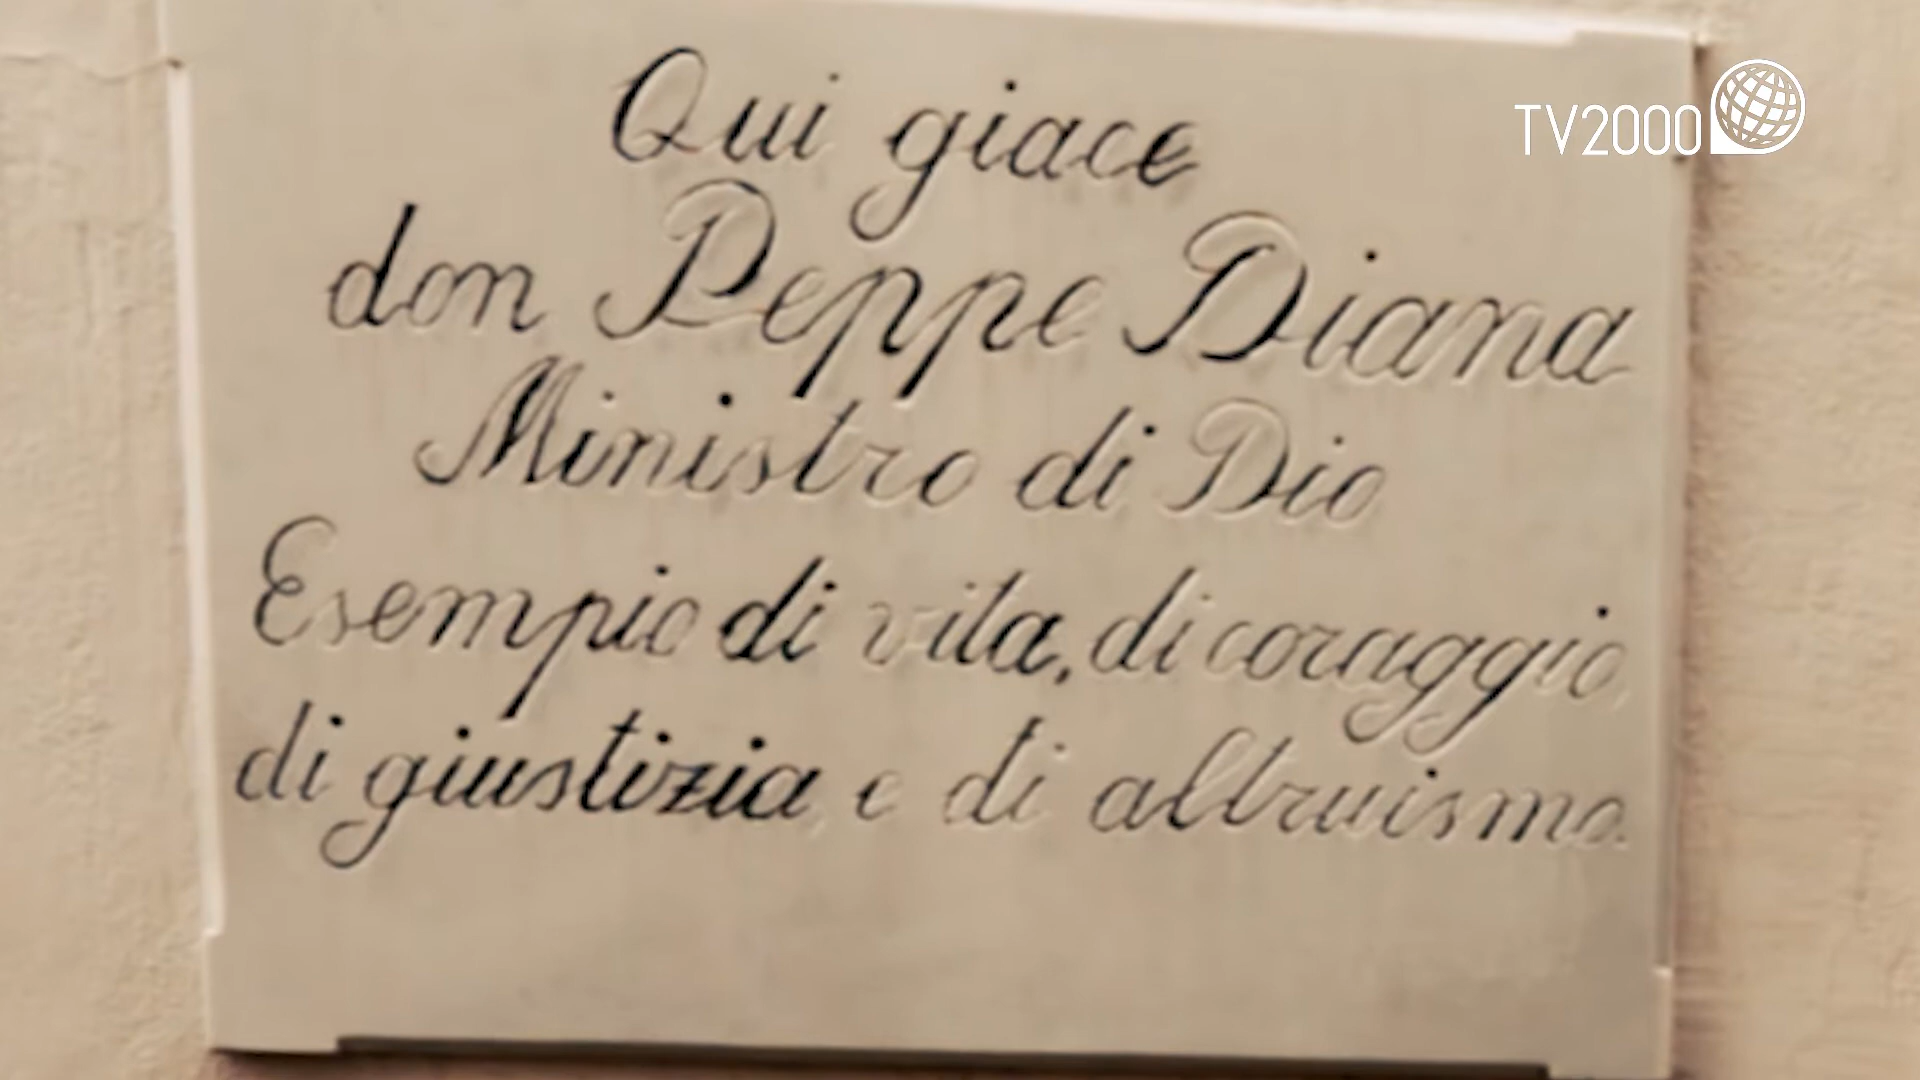 Qui giace
don Peppe Diana
Ministro di Dio
Esempio di vita, di coraggio,
di giustizia, e di altruismo.
TV2000